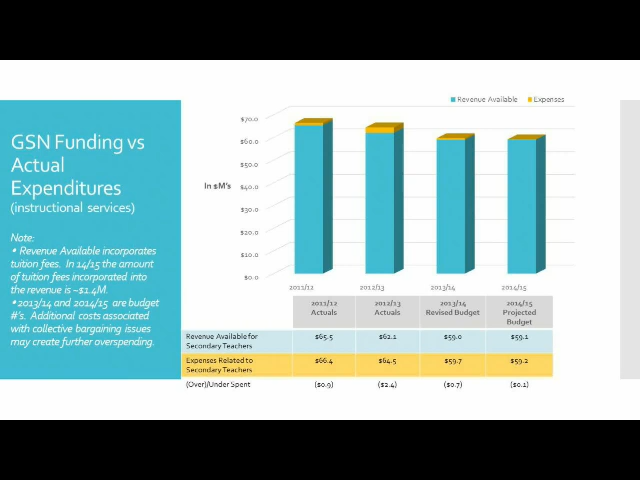 GSN Funding vs
Actual
Expenditures
(instructional services)
Note:
• Revenue Available incorporates
tuition fees. In 14/15 the amount
of tuition fees incorporated into
the revenue is ~$1.4M.
• 2013/14 and 2014/15 are budget
#'s. Additional costs associated
with collective bargaining issues
may create further overspending.
Revenue Available Expenses
$70.0
$60.0
$50.0
In $M's $40.0
$30.0
$20.0
$10.0
$0.0
2011/12 2012/13 2013/14 2014/15
2011/12 Actuals 2012/13 Actuals 2013/14 Revised Budget 2014/15 Projected Budget
Revenue Available for Secondary Teachers $65.5 $62.1 $59.0 $59.1
Expenses Related to Secondary Teachers $66.4 $64.5 $59.7 $59.2
(Over)/Under Spent ($0.9) ($2.4) ($0.7) ($0.1)